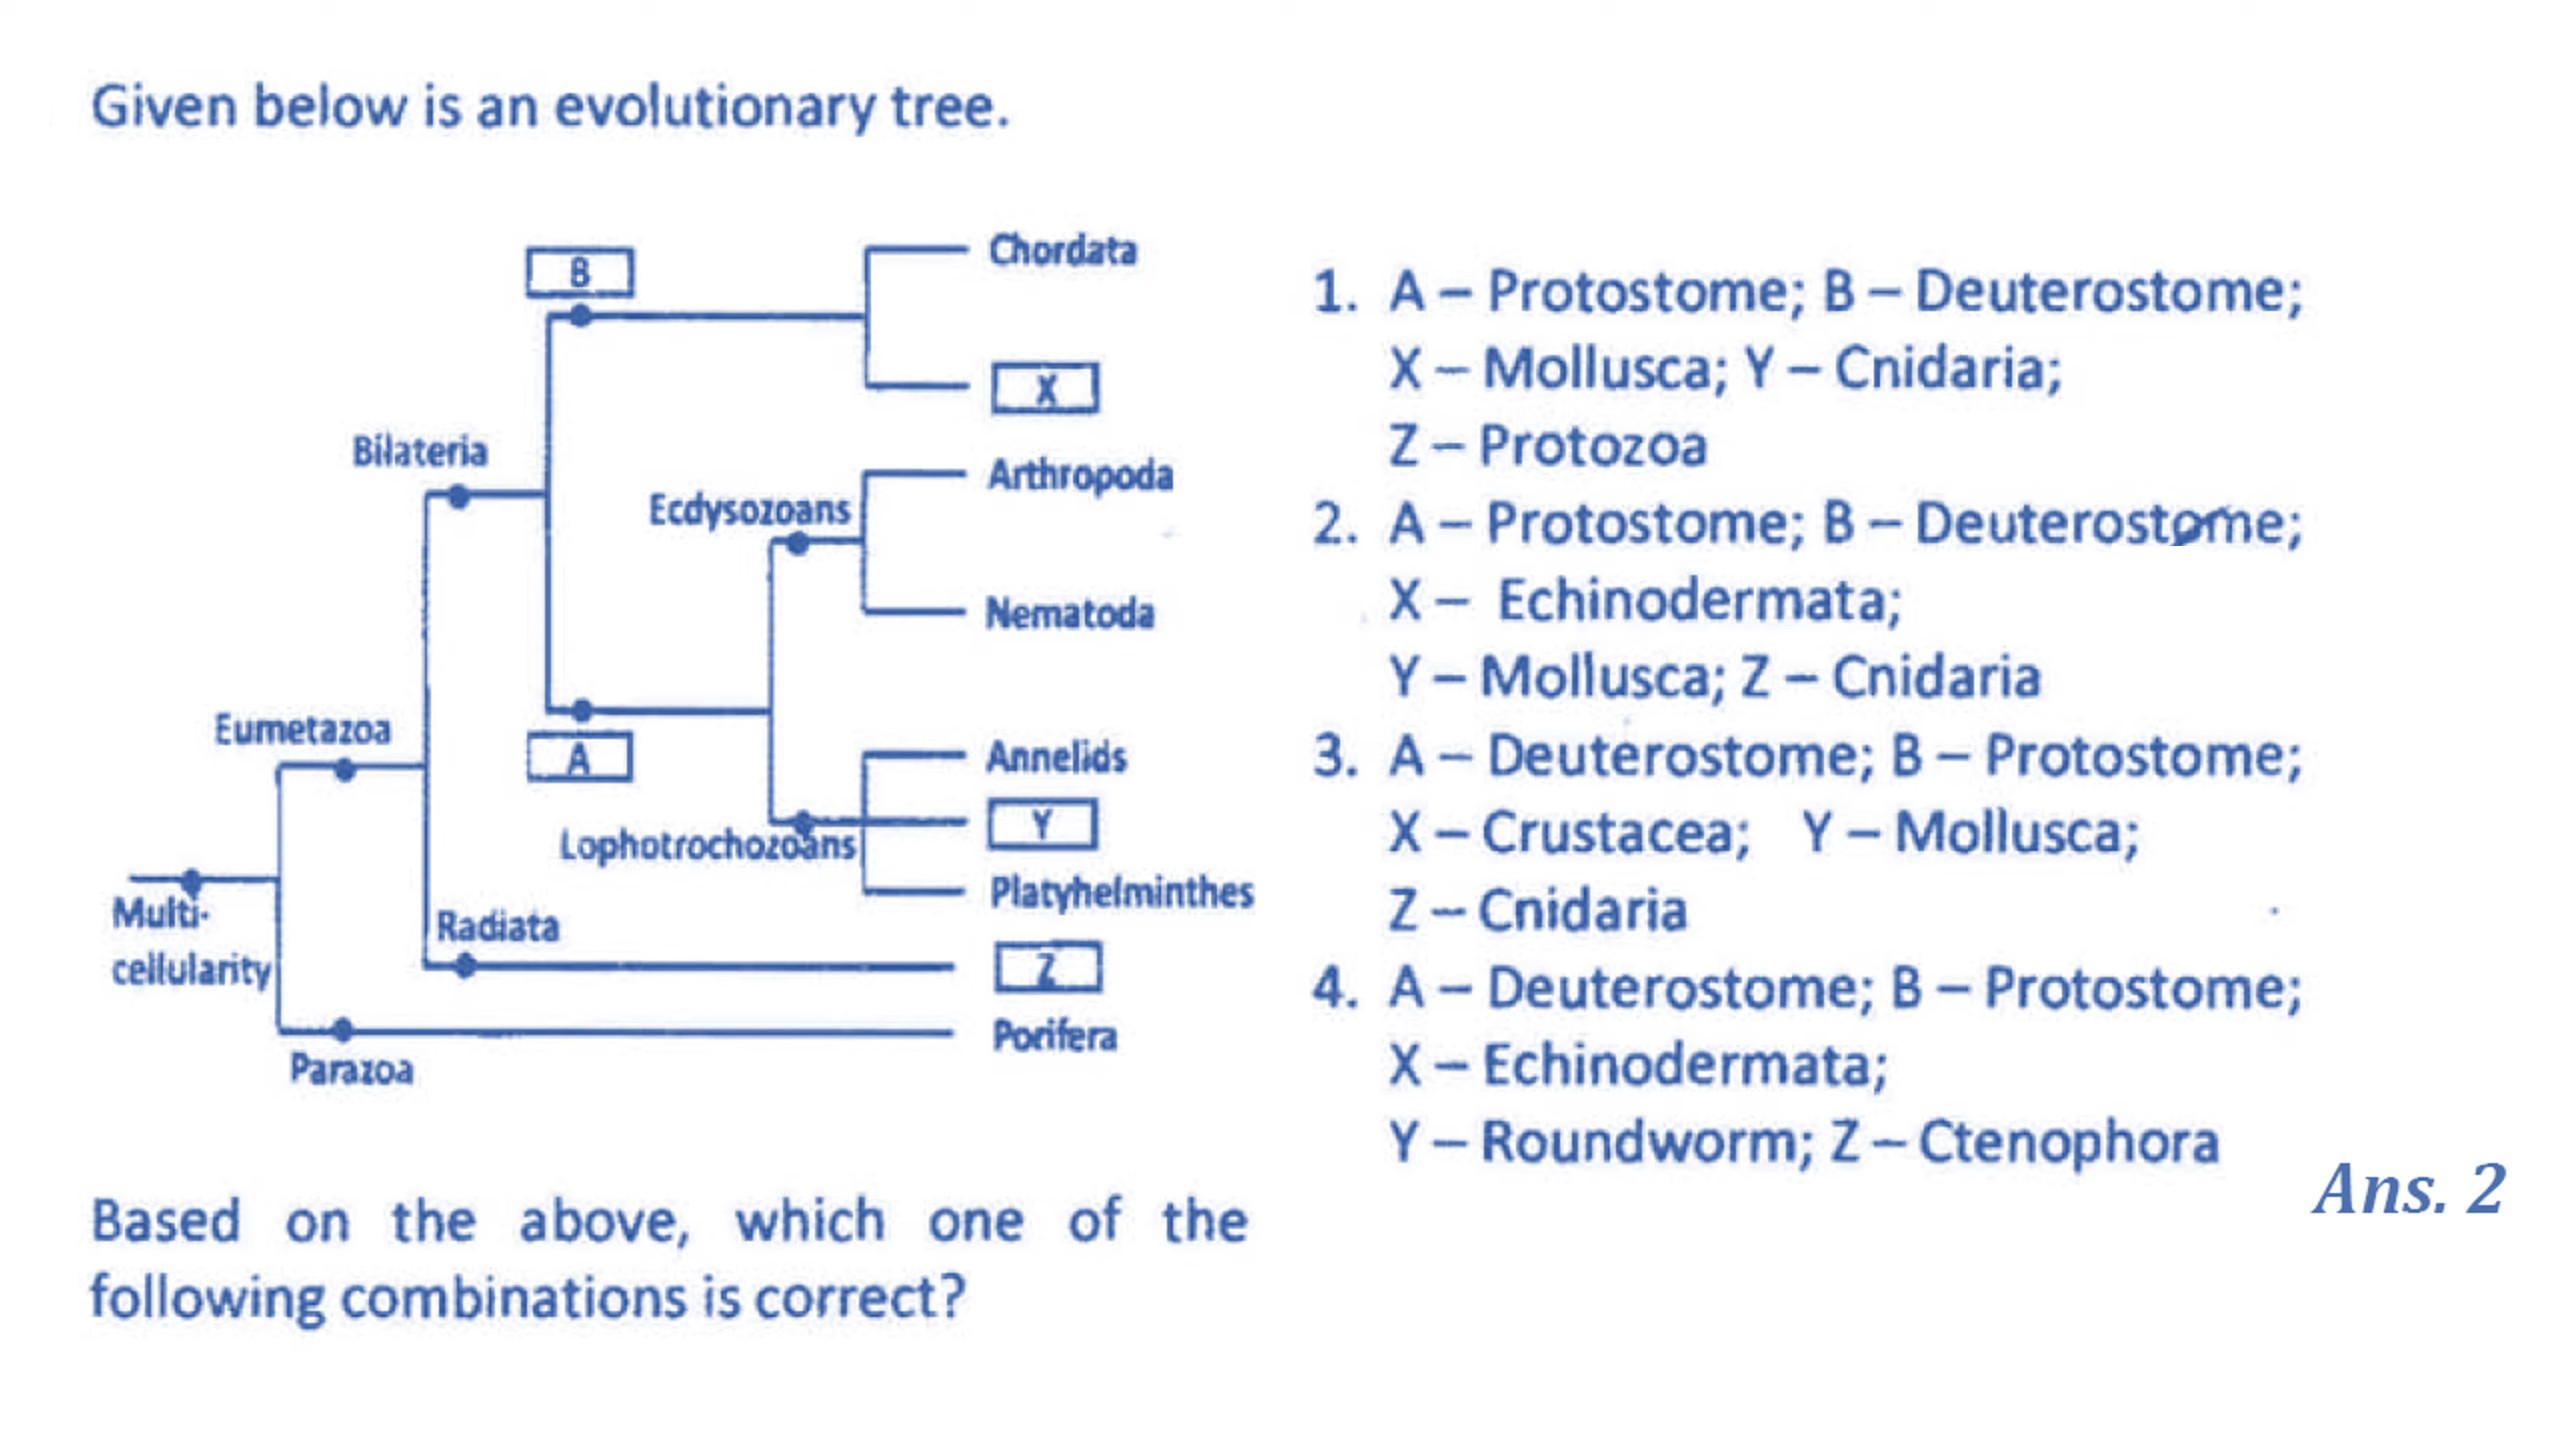 Given below is an evolutionary tree.
B
Chordata
X
Bilateria
Ecdysozoans
Arthropoda
Nematoda
Eumetazoa
A
Annelids
Y
Lophotrochozoans
Platyhelminthes
Multi-
cellularity
Radiata
Z
Porifera
Parazoa
Based on the above, which one of the
following combinations is correct?
1. A – Protostome; B – Deuterostome;
X – Mollusca; Y – Cnidaria;
Z – Protozoa
2. A – Protostome; B – Deuterostome;
X – Echinodermata;
Y – Mollusca; Z – Cnidaria
3. A – Deuterostome; B – Protostome;
X – Crustacea; Y – Mollusca;
Z – Cnidaria
4. A – Deuterostome; B – Protostome;
X – Echinodermata;
Y – Roundworm; Z – Ctenophora
Ans. 2